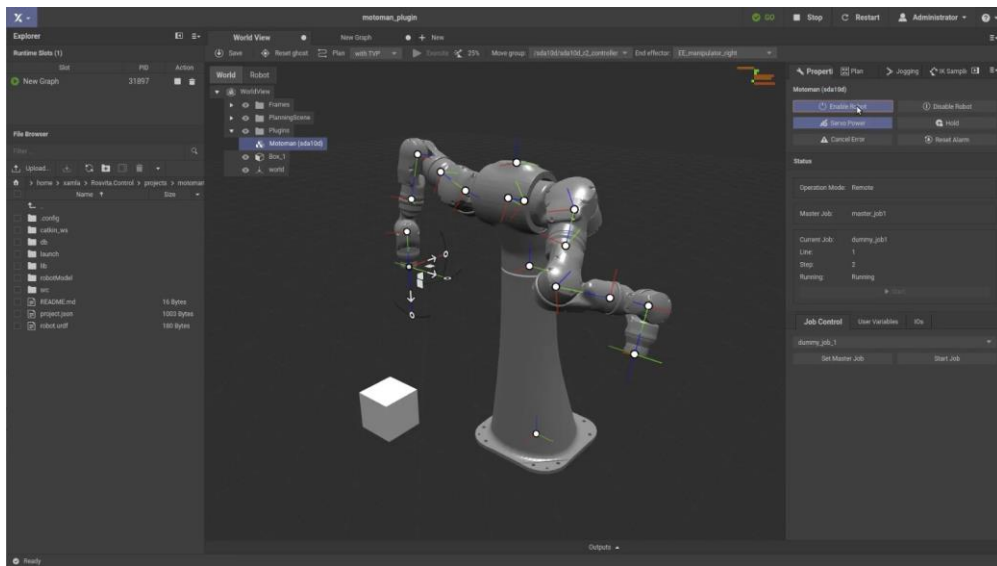 motoman_plugin
GO
Stop
Restart
Administrator
Explorer
Runtime Slots (1)
Slot PID Action
New Graph 31897
File Browser
Filter...
Upload...
> home > xamla > Rosvita.Control > projects > motoman
Name Size
..
.config
catkin_ws
db
launch
lib
robotModel
src
README.md 16 Bytes
project.json 1003 Bytes
robot.urdf 180 Bytes
World View
New Graph
+ New
Save
Reset ghost
Plan
with TVP
Execute
25%
Move group:
/sda10d/sda10d_r2_controller
End effector:
EE_manipulator_right
World Robot
WorldView
Frames
PlanningScene
Plugins
Motoman (sda10d)
Box_1
world
Properti
Plan
Jogging
IK Sampli
Motoman (sda10d)
Enable Robot
Disable Robot
Servo Power
Hold
Cancel Error
Reset Alarm
Status
Operation Mode: Remote
Master Job: master_job1
Current Job: dummy_job1
Line: 1
Step: 2
Running: Running
Job Control User Variables IOs
dummy_job_1
Set Master Job
Start Job
Outputs
Ready